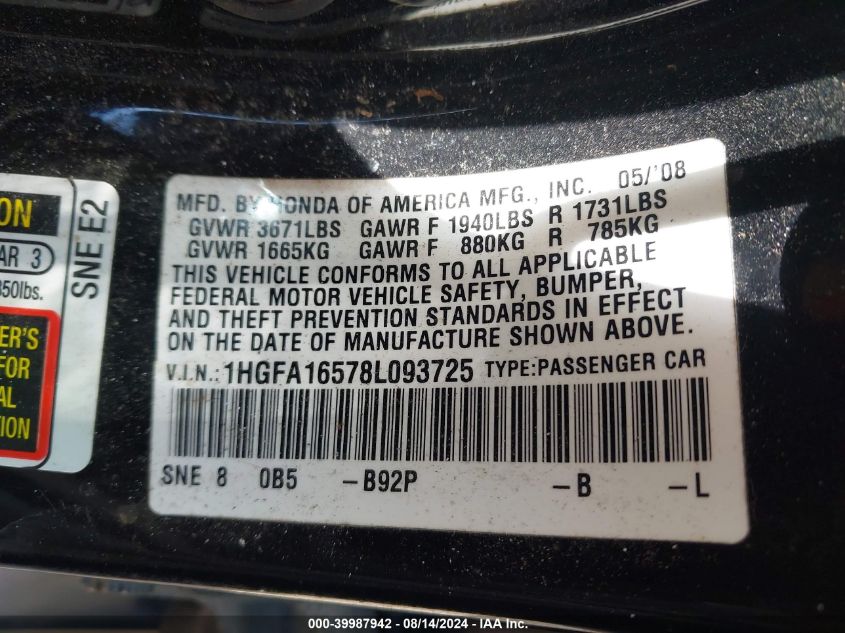 MFD. BY HONDA OF AMERICA MFG., INC. 05/'08
GVWR 3671LBS GAWR F 1940LBS R 1731LBS
GVWR 1665KG GAWR F 880KG R 785KG
THIS VEHICLE CONFORMS TO ALL APPLICABLE
FEDERAL MOTOR VEHICLE SAFETY, BUMPER,
AND THEFT PREVENTION STANDARDS IN EFFECT
ON THE DATE OF MANUFACTURE SHOWN ABOVE.
V.I.N.: 1HGFA16578L093725 TYPE:PASSENGER CAR
SNE 8 0B5 -B92P -B -L
ON
AR 3
350lbs.
SNE E2
ER'S
FOR
AL
TION
000-39987942 - 08/14/2024 - IAAI Inc.